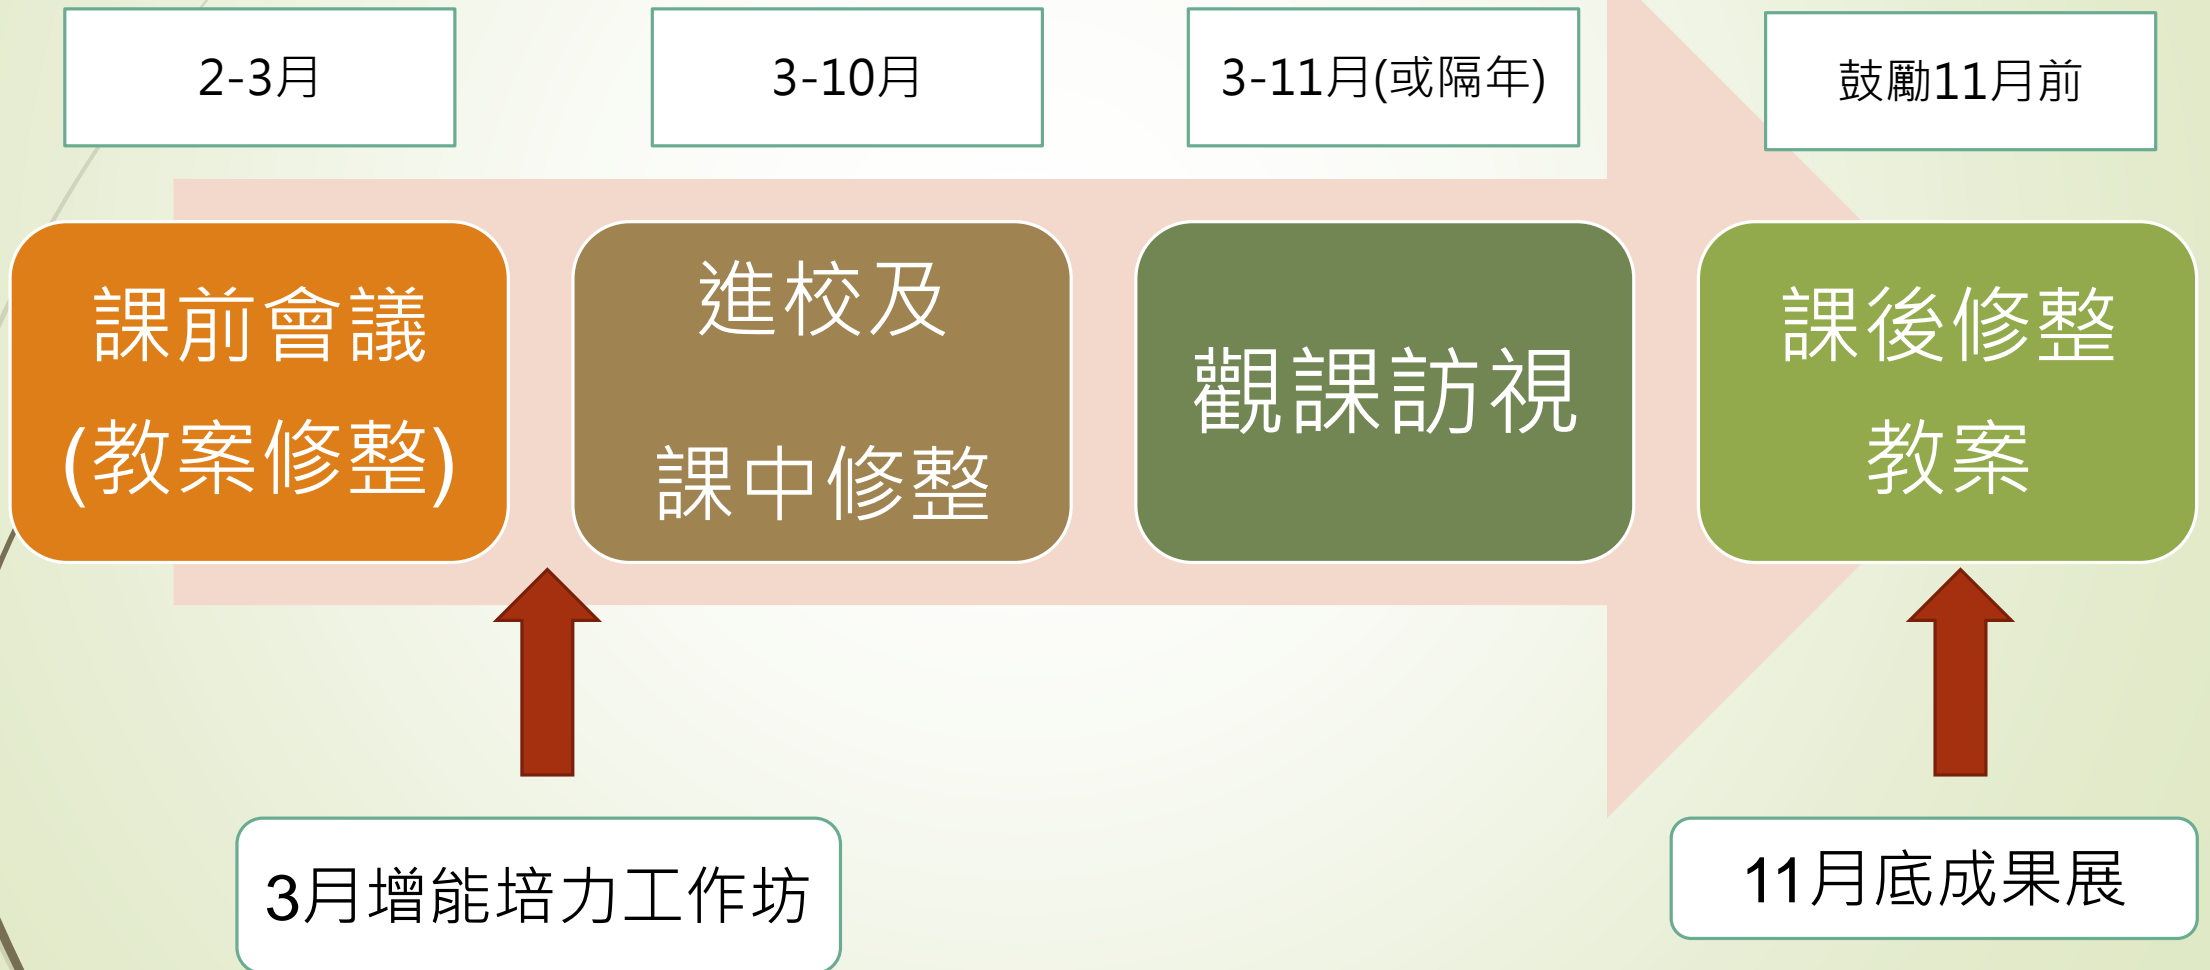 2-3月
3-10月
3-11月(或隔年)
鼓勵11月前
課前會議
(教案修整)
進校及
課中修整
觀課訪視
課後修整
教案
3月增能培力工作坊
11月底成果展